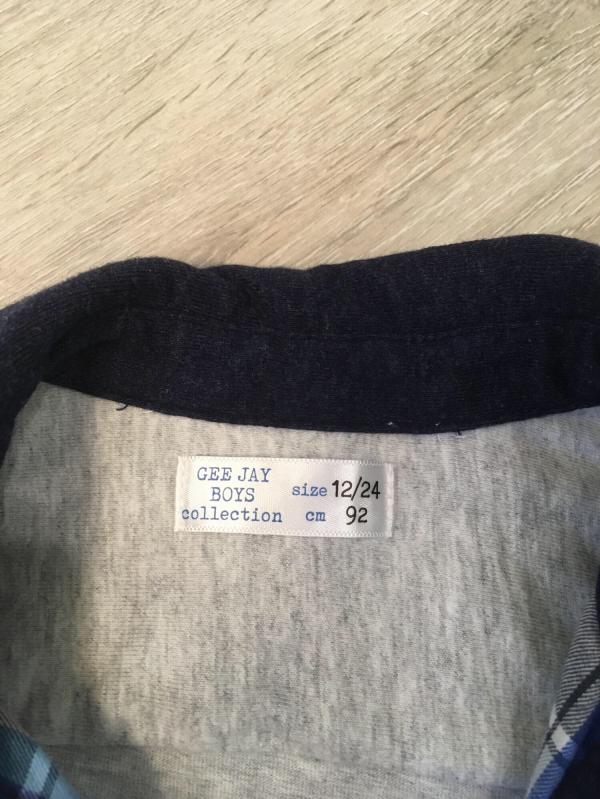 GEE JAY
BOYS
collection
size 12/24
cm 92